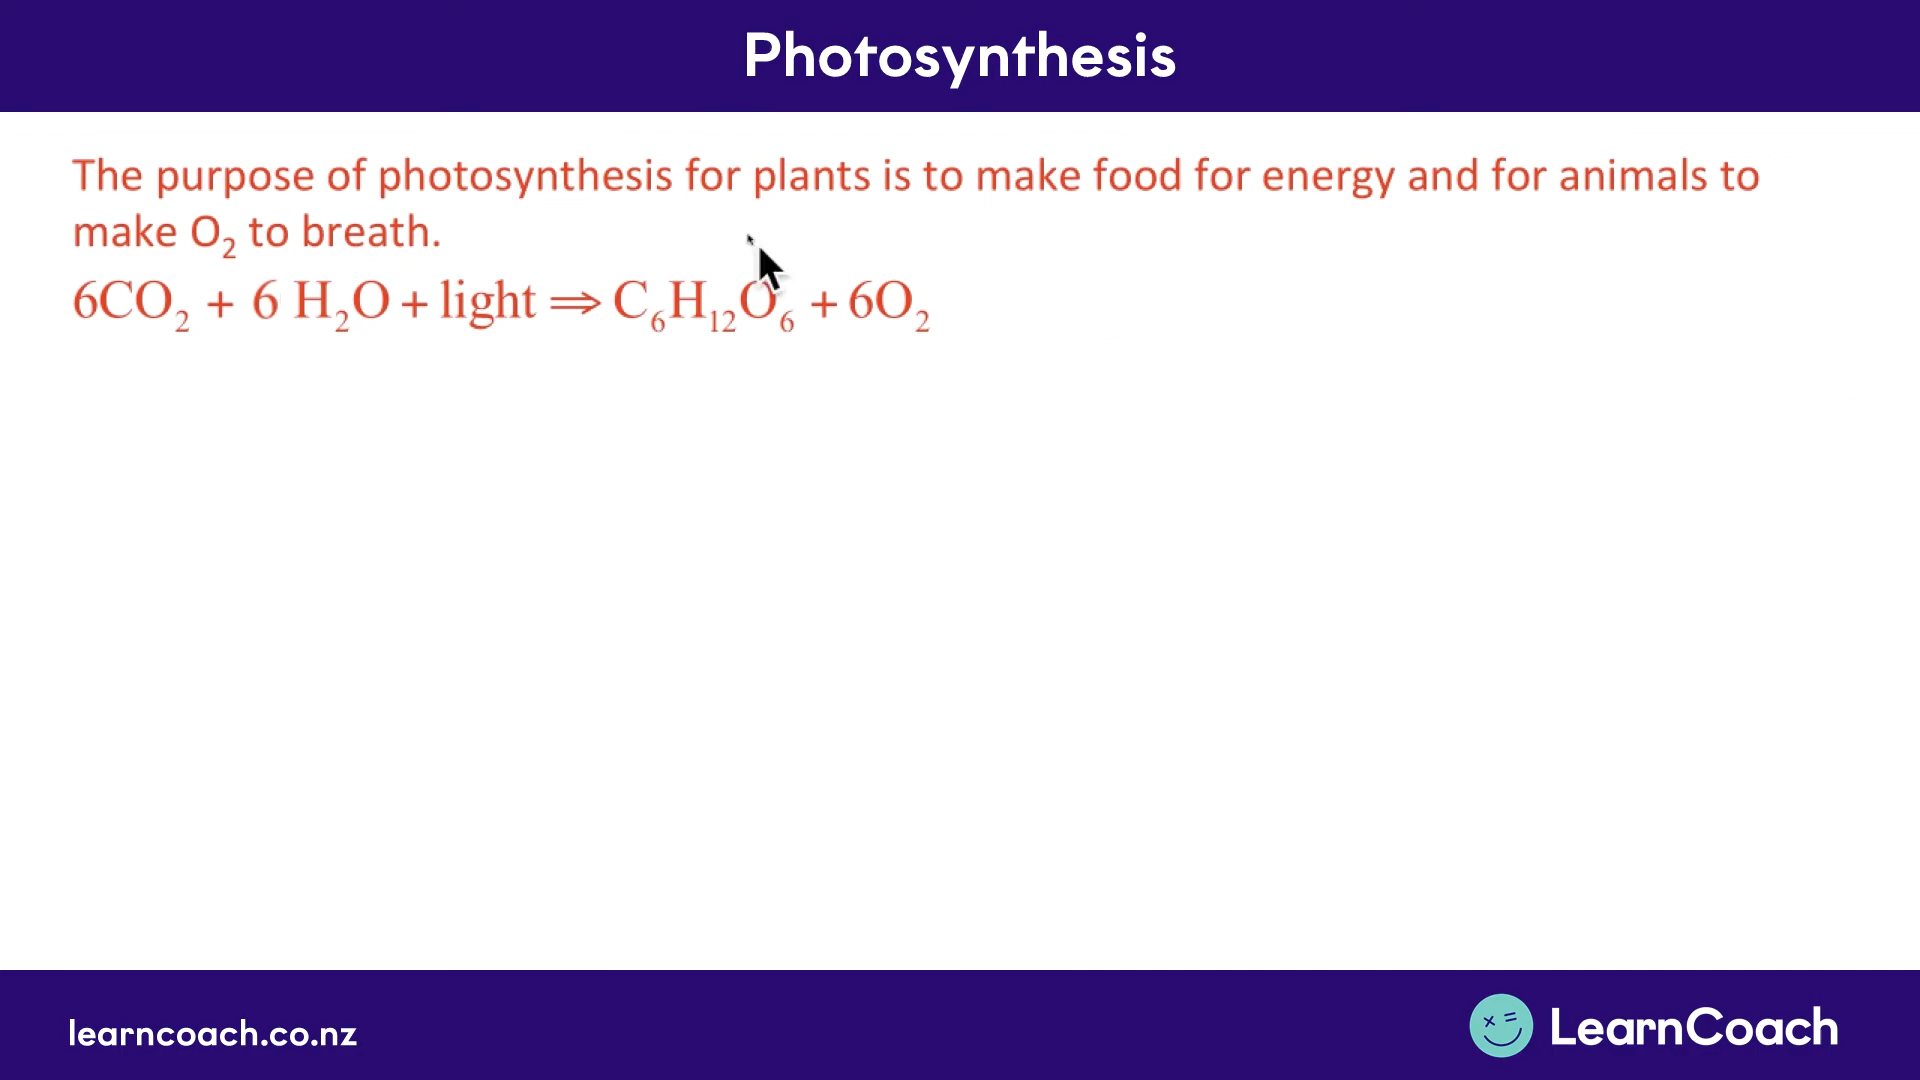 Photosynthesis
The purpose of photosynthesis for plants is to make food for energy and for animals to
make O₂ to breath.
6CO₂ + 6 H₂O + light ⇒ C₆H₁₂O₆ + 6O₂
learncoach.co.nz
LearnCoach